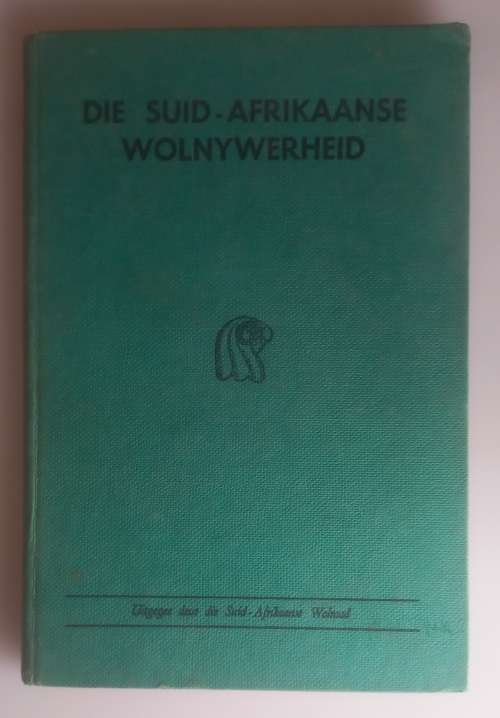 DIE SUID-AFRIKAANSE
WOLNYWERHEID
Uitgegee deur die Suid-Afrikaanse Wolraad